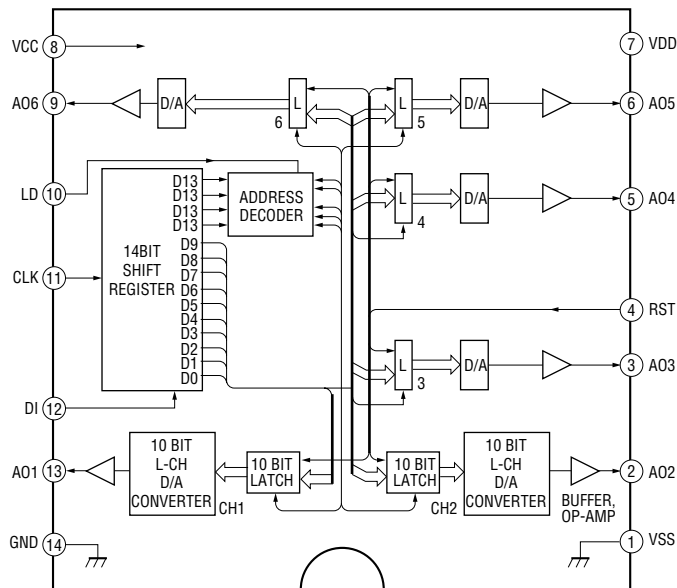 VCC 8
7 VDD
AO6 9
D/A
L
6
L
5
D/A
6 AO5
LD 10
D13
D13
D13
D13
ADDRESS
DECODER
L
4
D/A
5 AO4
CLK 11
14BIT
SHIFT
REGISTER
D9
D8
D7
D6
D5
D4
D3
D2
D1
D0
4 RST
L
3
D/A
3 AO3
DI 12
AO1 13
10 BIT
L-CH
D/A
CONVERTER
CH1
10 BIT
LATCH
10 BIT
LATCH
CH2
10 BIT
L-CH
D/A
CONVERTER
BUFFER,
OP-AMP
2 AO2
GND 14
1 VSS